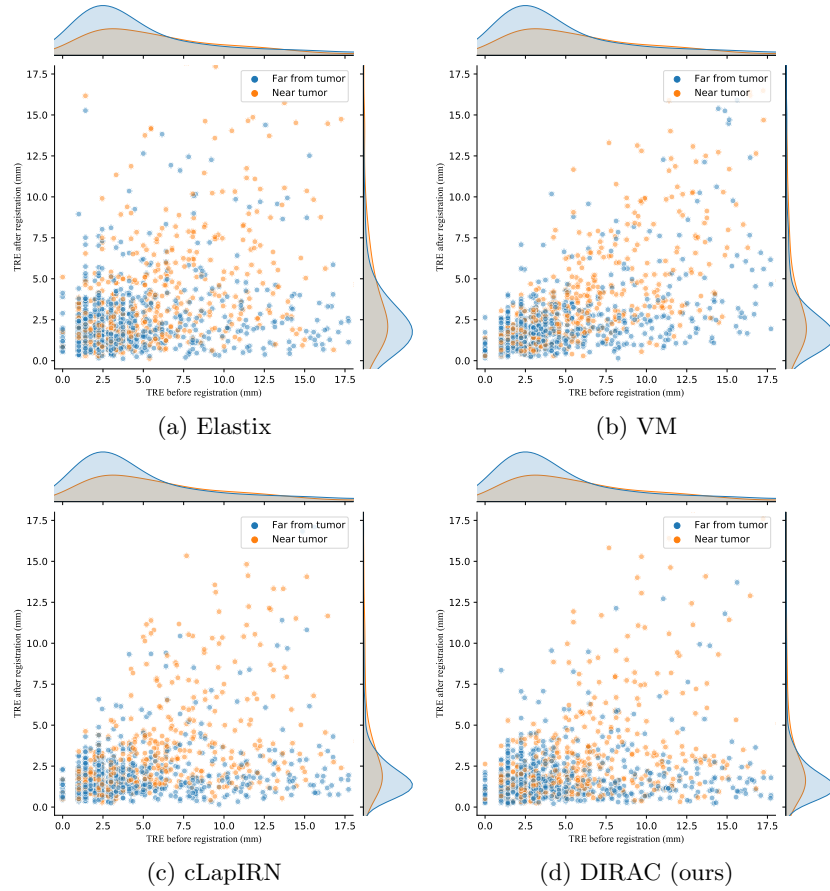 17.5
15.0
12.5
10.0
7.5
5.0
2.5
0.0
TRE after registration (mm)
Far from tumor
Near tumor
0.0 2.5 5.0 7.5 10.0 12.5 15.0 17.5
TRE before registration (mm)
(a) Elastix
17.5
15.0
12.5
10.0
7.5
5.0
2.5
0.0
TRE after registration (mm)
Far from tumor
Near tumor
0.0 2.5 5.0 7.5 10.0 12.5 15.0 17.5
TRE before registration (mm)
(b) VM
17.5
15.0
12.5
10.0
7.5
5.0
2.5
0.0
TRE after registration (mm)
Far from tumor
Near tumor
0.0 2.5 5.0 7.5 10.0 12.5 15.0 17.5
TRE before registration (mm)
(c) cLapIRN
17.5
15.0
12.5
10.0
7.5
5.0
2.5
0.0
TRE after registration (mm)
Far from tumor
Near tumor
0.0 2.5 5.0 7.5 10.0 12.5 15.0 17.5
TRE before registration (mm)
(d) DIRAC (ours)